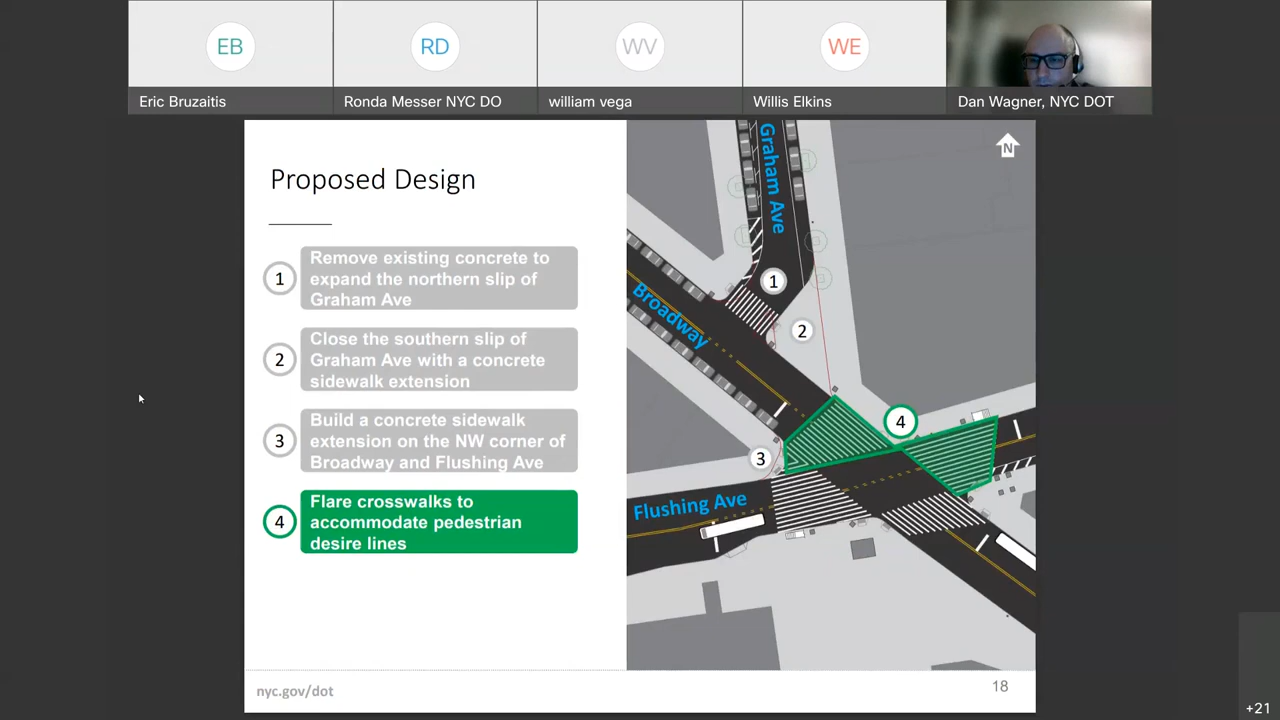 EB
RD
WV
WE
Eric Bruzaitis
Ronda Messer NYC DO
william vega
Willis Elkins
Dan Wagner, NYC DOT
Proposed Design
1
Remove existing concrete to
expand the northern slip of
Graham Ave
2
Close the southern slip of
Graham Ave with a concrete
sidewalk extension
3
Build a concrete sidewalk
extension on the NW corner of
Broadway and Flushing Ave
4
Flare crosswalks to
accommodate pedestrian
desire lines
N
Graham Ave
1
Broadway
2
4
3
Flushing Ave
nyc.gov/dot
18
+21